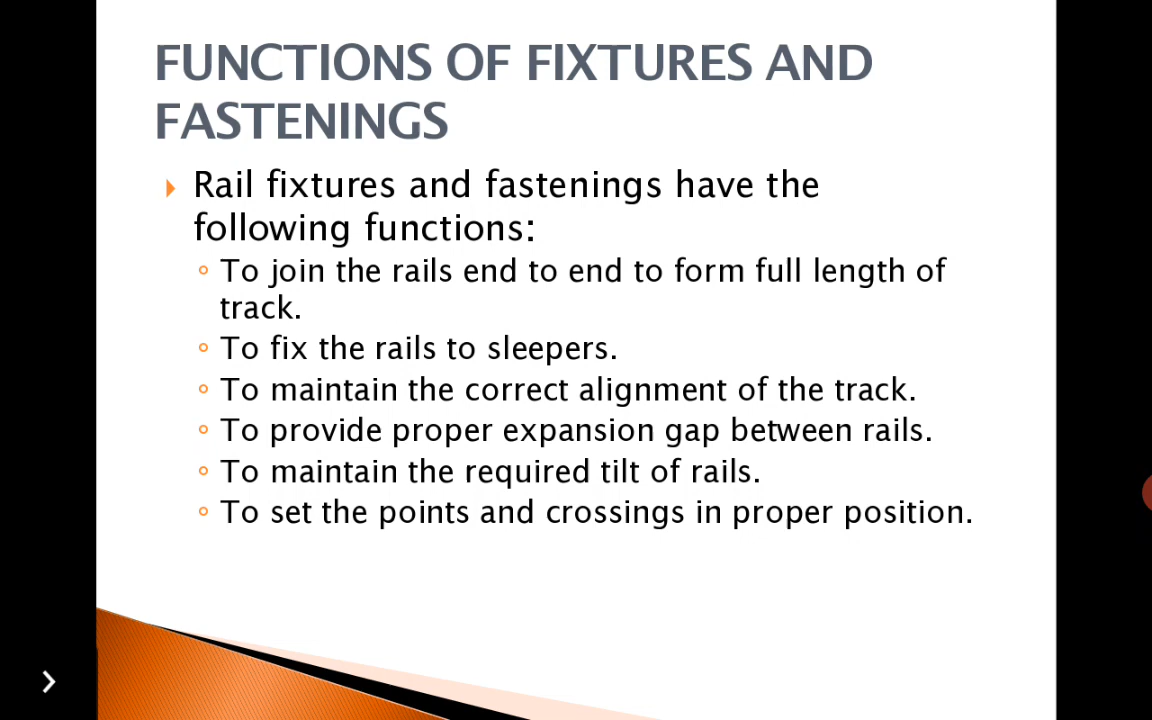 FUNCTIONS OF FIXTURES AND
FASTENINGS
Rail fixtures and fastenings have the
following functions:
To join the rails end to end to form full length of
track.
To fix the rails to sleepers.
To maintain the correct alignment of the track.
To provide proper expansion gap between rails.
To maintain the required tilt of rails.
To set the points and crossings in proper position.